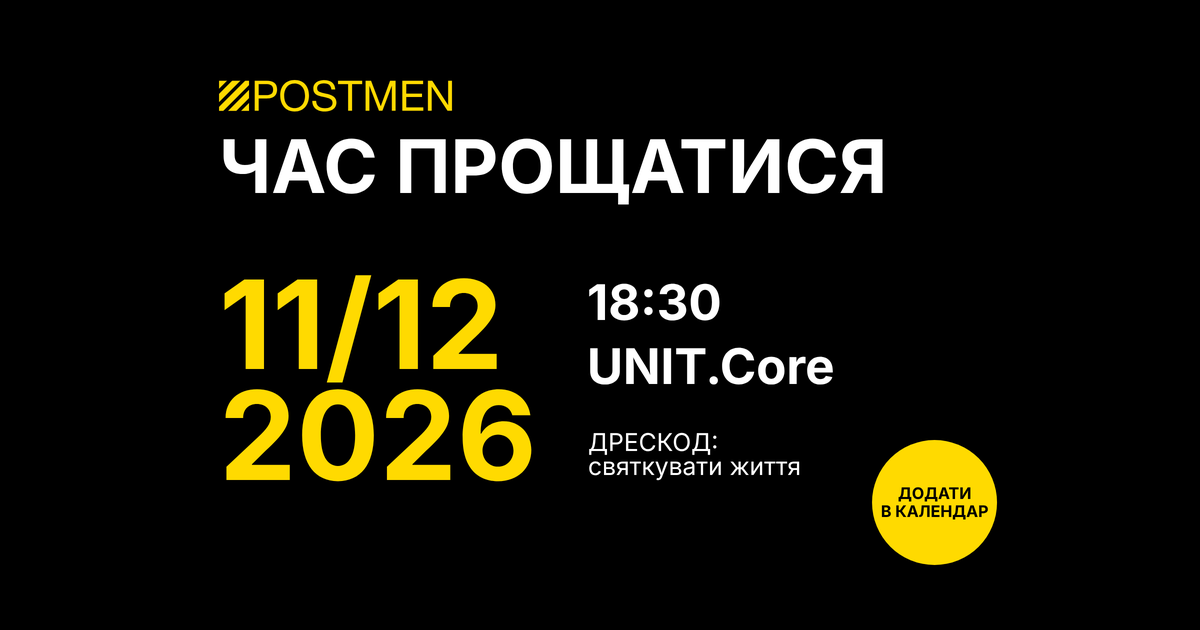 POSTMEN
ЧАС ПРОЩАТИСЯ
11/12
2026
18:30
UNIT.Core
ДРЕСКОД:
святкувати життя
ДОДАТИ
В КАЛЕНДАР